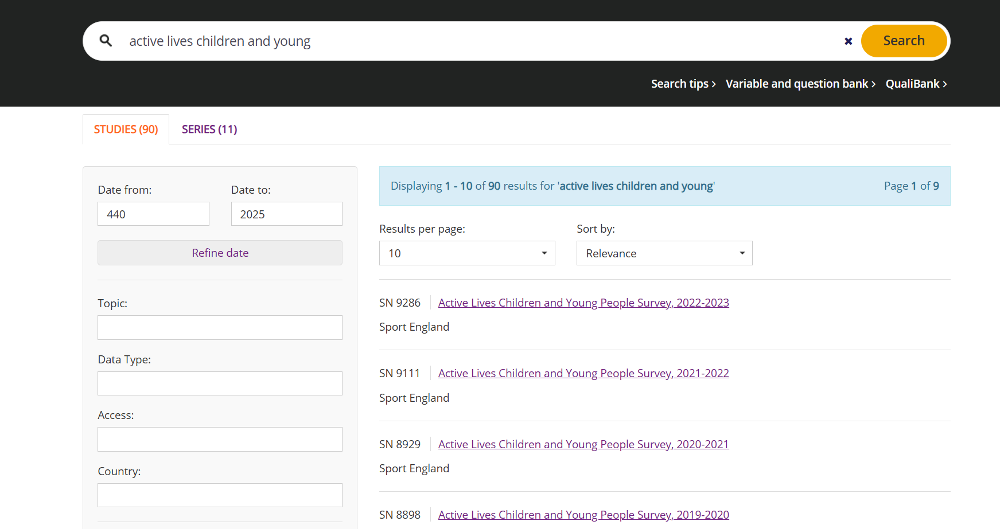 active lives children and young
Search
Search tips
Variable and question bank
QualiBank
STUDIES (90)
SERIES (11)
Date from:
Date to:
440
2025
Refine date
Topic:
Data Type:
Access:
Country:
Displaying 1 - 10 of 90 results for 'active lives children and young'
Page 1 of 9
Results per page:
Sort by:
10
Relevance
SN 9286
Active Lives Children and Young People Survey, 2022-2023
Sport England
SN 9111
Active Lives Children and Young People Survey, 2021-2022
Sport England
SN 8929
Active Lives Children and Young People Survey, 2020-2021
Sport England
SN 8898
Active Lives Children and Young People Survey, 2019-2020